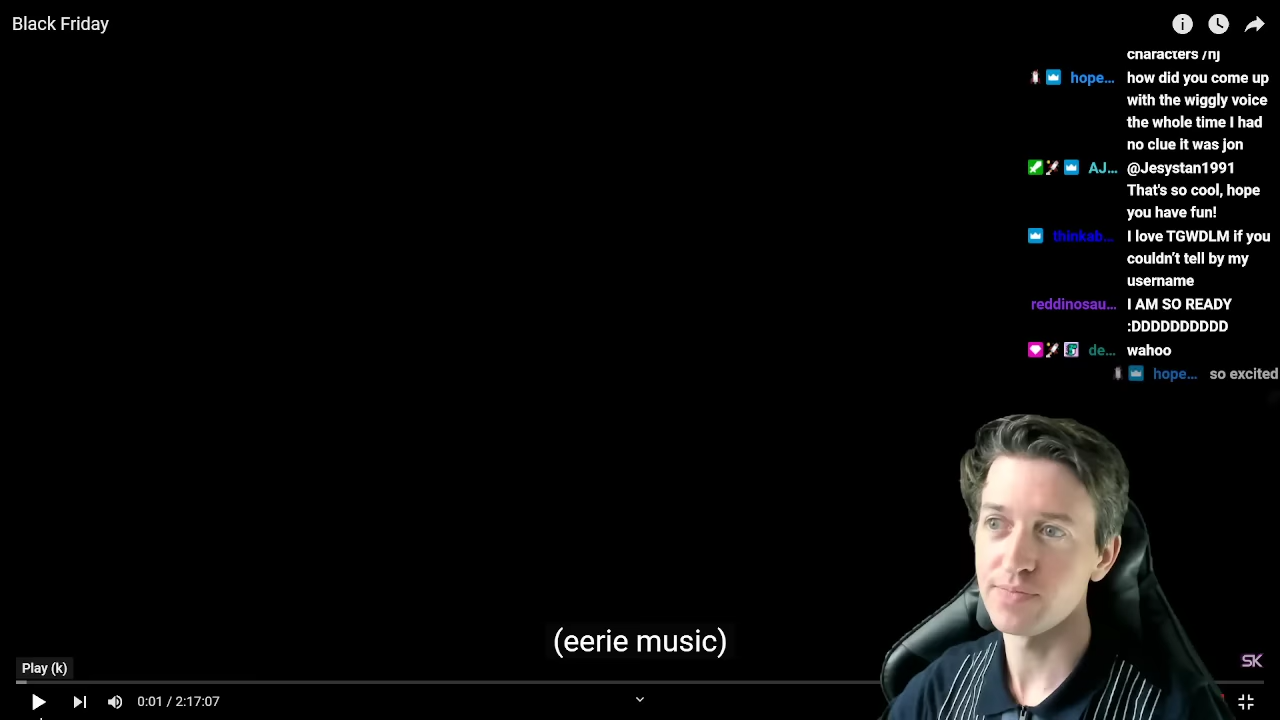 Black Friday
characters /nj
hope... how did you come up
with the wiggly voice
the whole time I had
no clue it was jon
AJ... @Jesystan1991
That's so cool, hope
you have fun!
thinkab... I love TGWDLM if you
couldn't tell by my
username
reddinosau... I AM SO READY
:DDDDDDDDDD
de... wahoo
hope... so excited
(eerie music)
SK
Play (k)
0:01 / 2:17:07